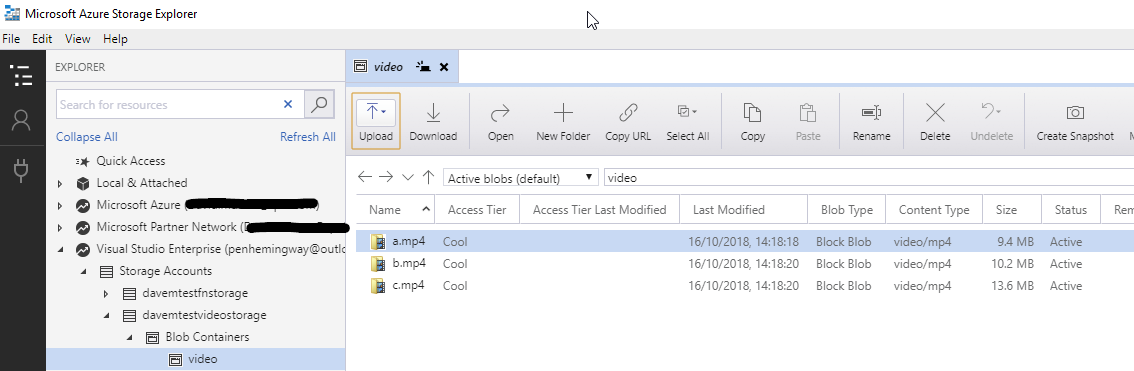 Microsoft Azure Storage Explorer
File Edit View Help
EXPLORER
Search for resources
Collapse All Refresh All
Quick Access
Local & Attached
Microsoft Azure (
Microsoft Partner Network (
Visual Studio Enterprise (penhemingway@outlo
Storage Accounts
davemtestfnstorage
davemtestvideostorage
Blob Containers
video
video
Upload Download Open New Folder Copy URL Select All Copy Paste Rename Delete Undelete Create Snapshot
Active blobs (default) video
Name Access Tier Access Tier Last Modified Last Modified Blob Type Content Type Size Status Rem
a.mp4 Cool 16/10/2018, 14:18:18 Block Blob video/mp4 9.4 MB Active
b.mp4 Cool 16/10/2018, 14:18:20 Block Blob video/mp4 10.2 MB Active
c.mp4 Cool 16/10/2018, 14:18:20 Block Blob video/mp4 13.6 MB Active